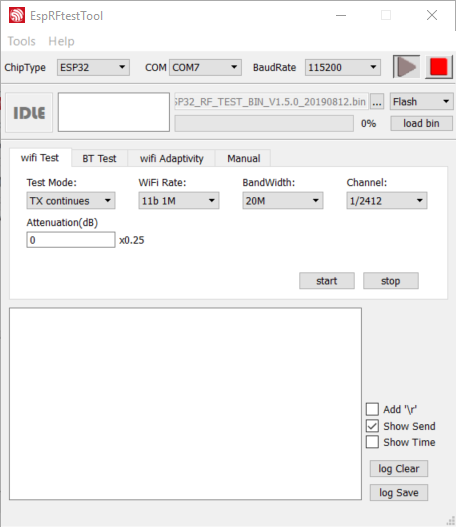 EspRFtestTool
Tools Help
ChipType ESP32 COM COM7 BaudRate 115200
IDLE SP32_RF_TEST_BIN_V1.5.0_20190812.bin ... Flash
0% load bin
wifi Test BT Test wifi Adaptivity Manual
Test Mode: WiFi Rate: BandWidth: Channel:
TX continues 11b 1M 20M 1/2412
Attenuation(dB)
0 x0.25
start stop
Add '\r'
Show Send
Show Time
log Clear
log Save